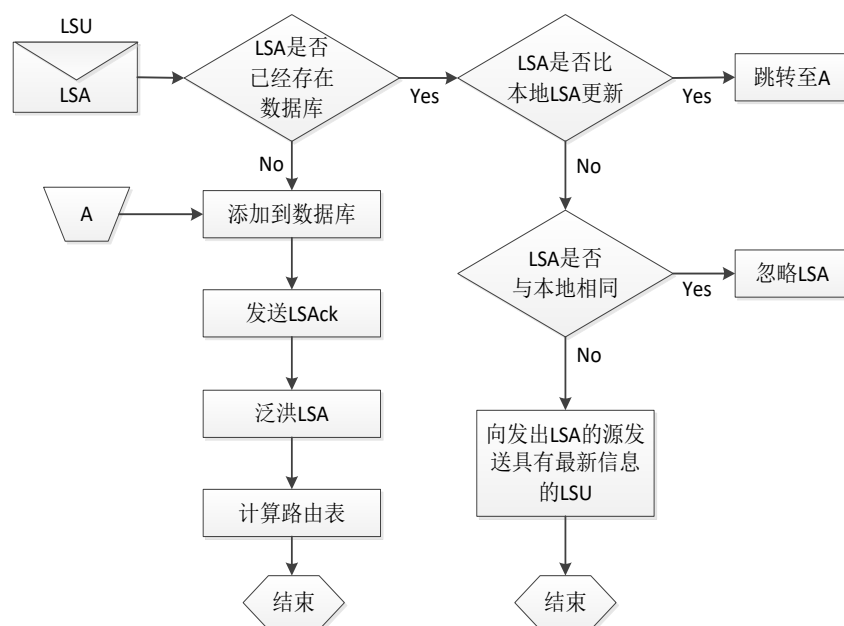 LSU
LSA
LSA是否
已经存在
数据库
Yes
LSA是否比
本地LSA更新
Yes
跳转至A
No
No
A
添加到数据库
LSA是否
与本地相同
Yes
忽略LSA
发送LSAck
No
泛洪LSA
向发出LSA的源发
送具有最新信息
的LSU
计算路由表
结束
结束